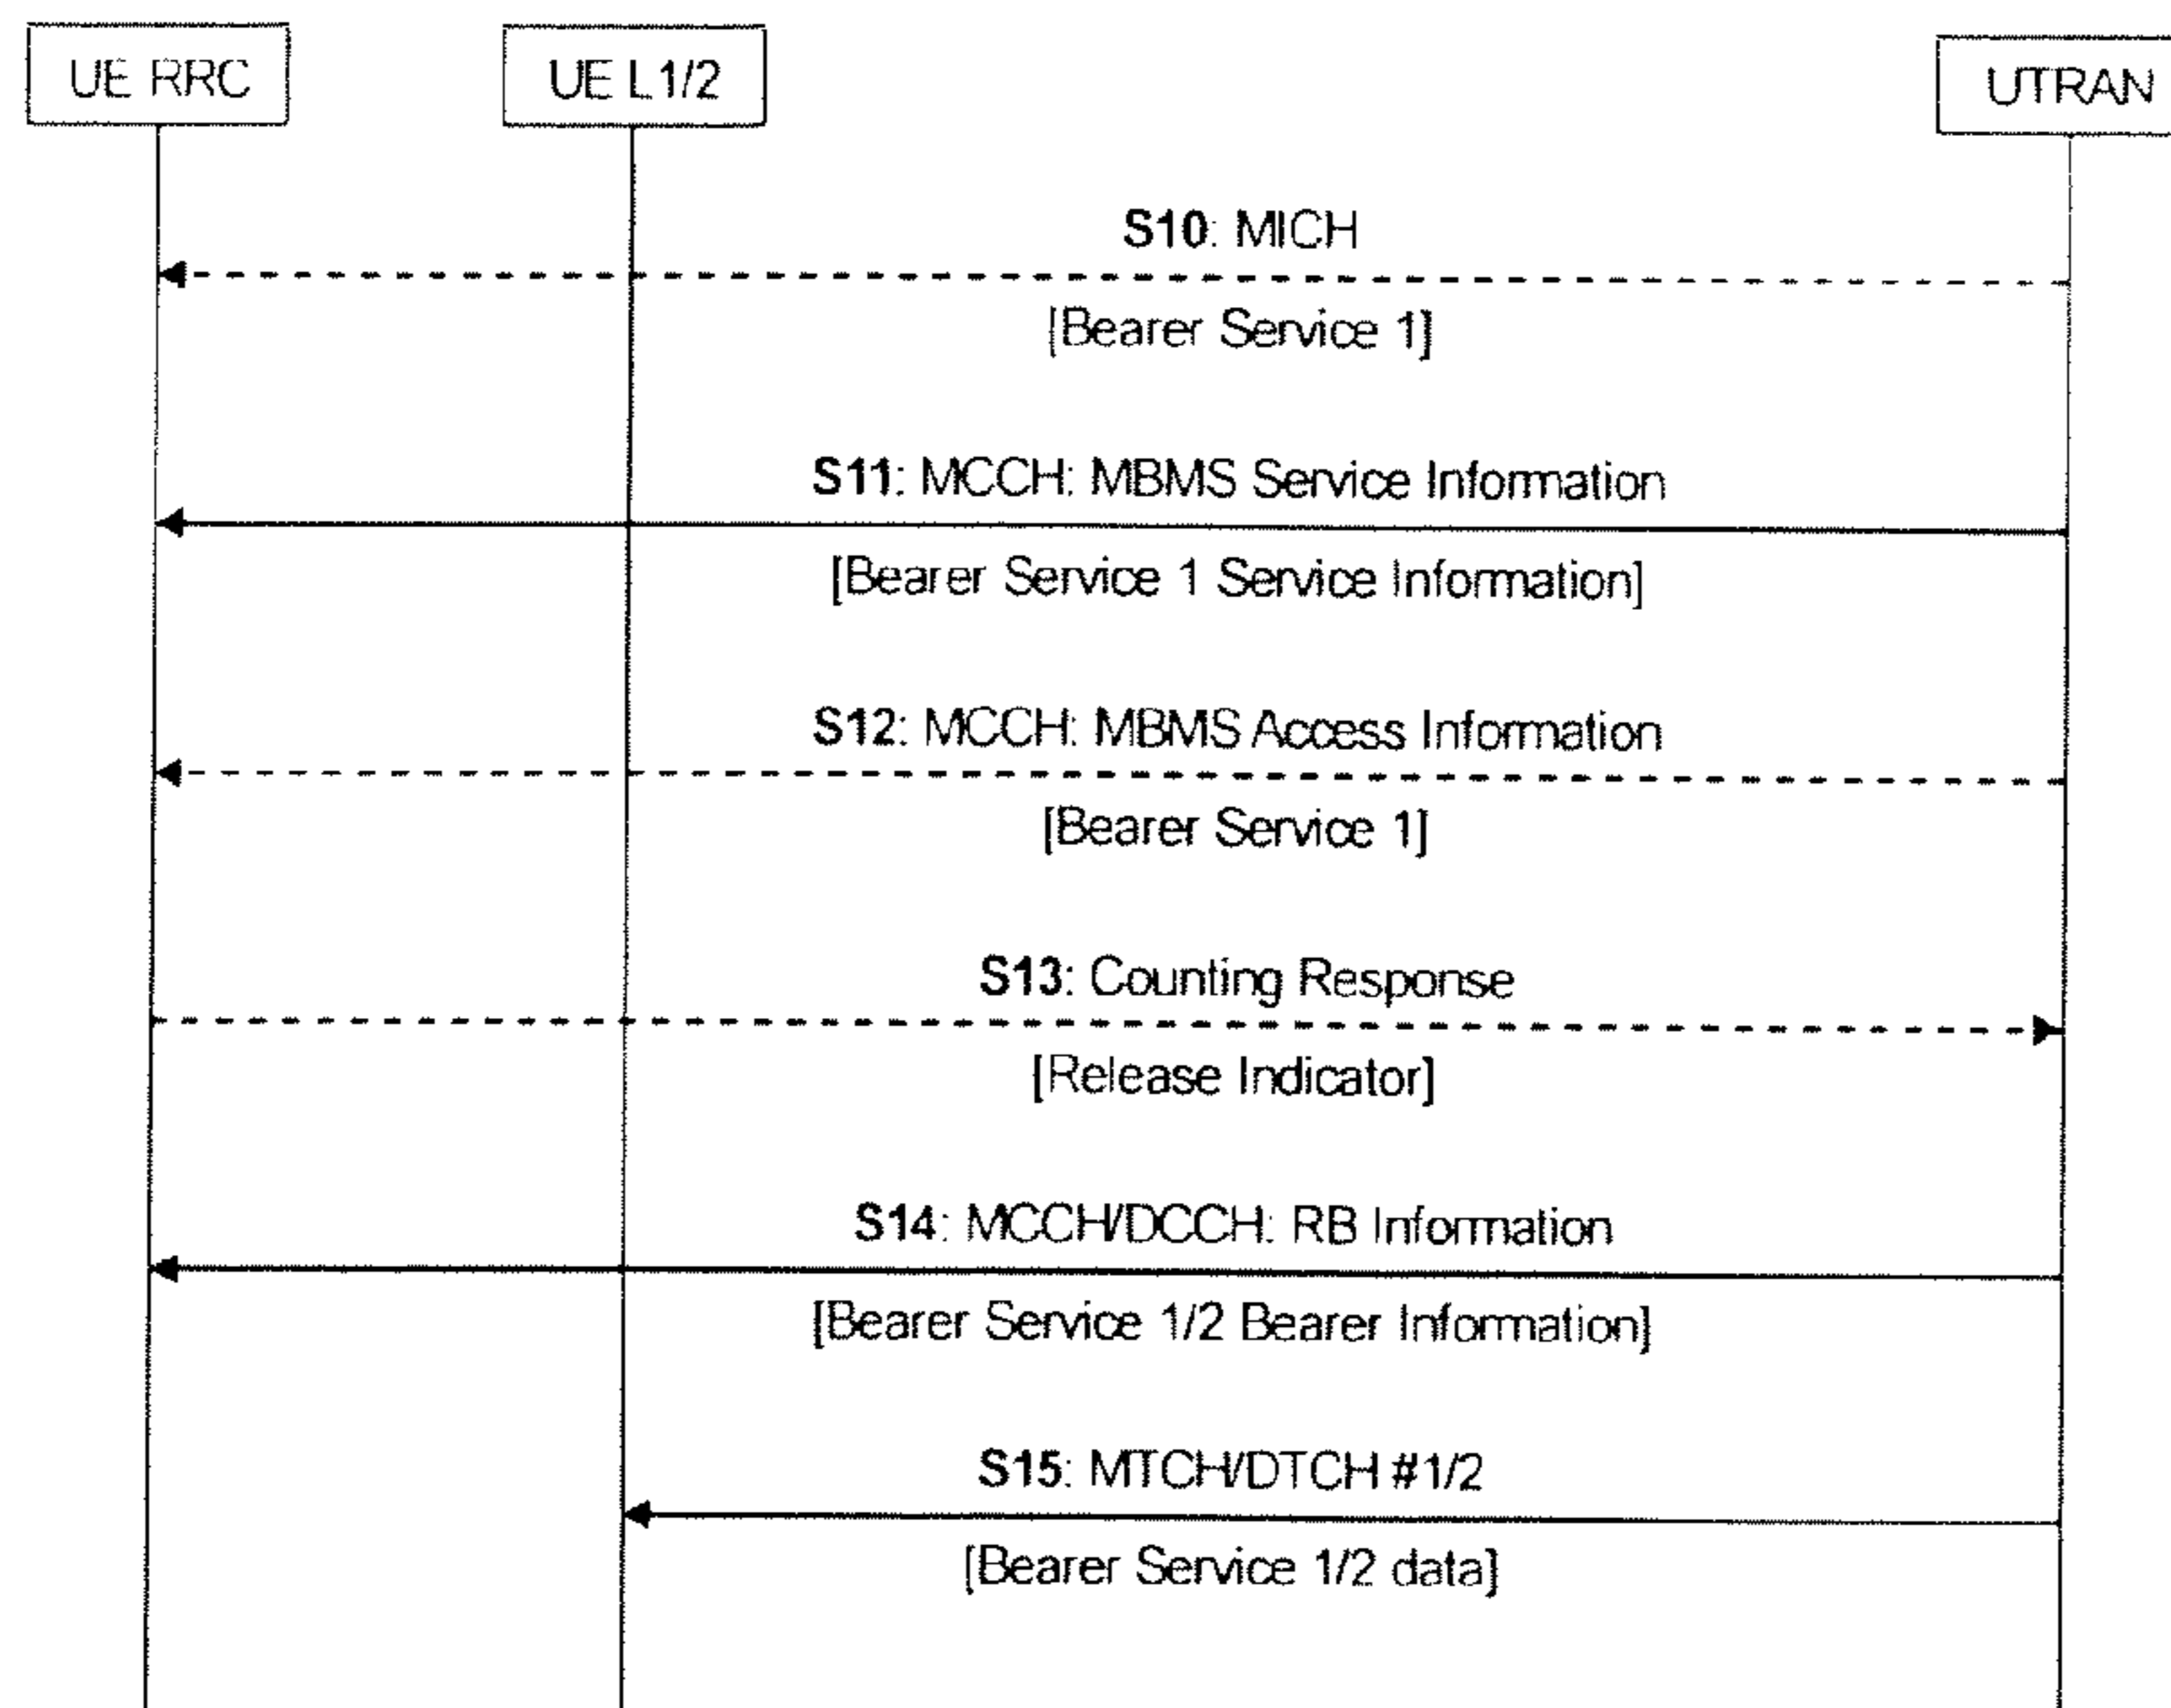 UE RRC
UE L1/2
UTRAN
S10: MICH
[Bearer Service 1]
S11: MCCH: MBMS Service Information
[Bearer Service 1 Service Information]
S12: MCCH: MBMS Access Information
[Bearer Service 1]
S13: Counting Response
[Release Indicator]
S14: MCCH/DCCH: RB Information
[Bearer Service 1/2 Bearer Information]
S15: MTCH/DTCH #1/2
[Bearer Service 1/2 data]